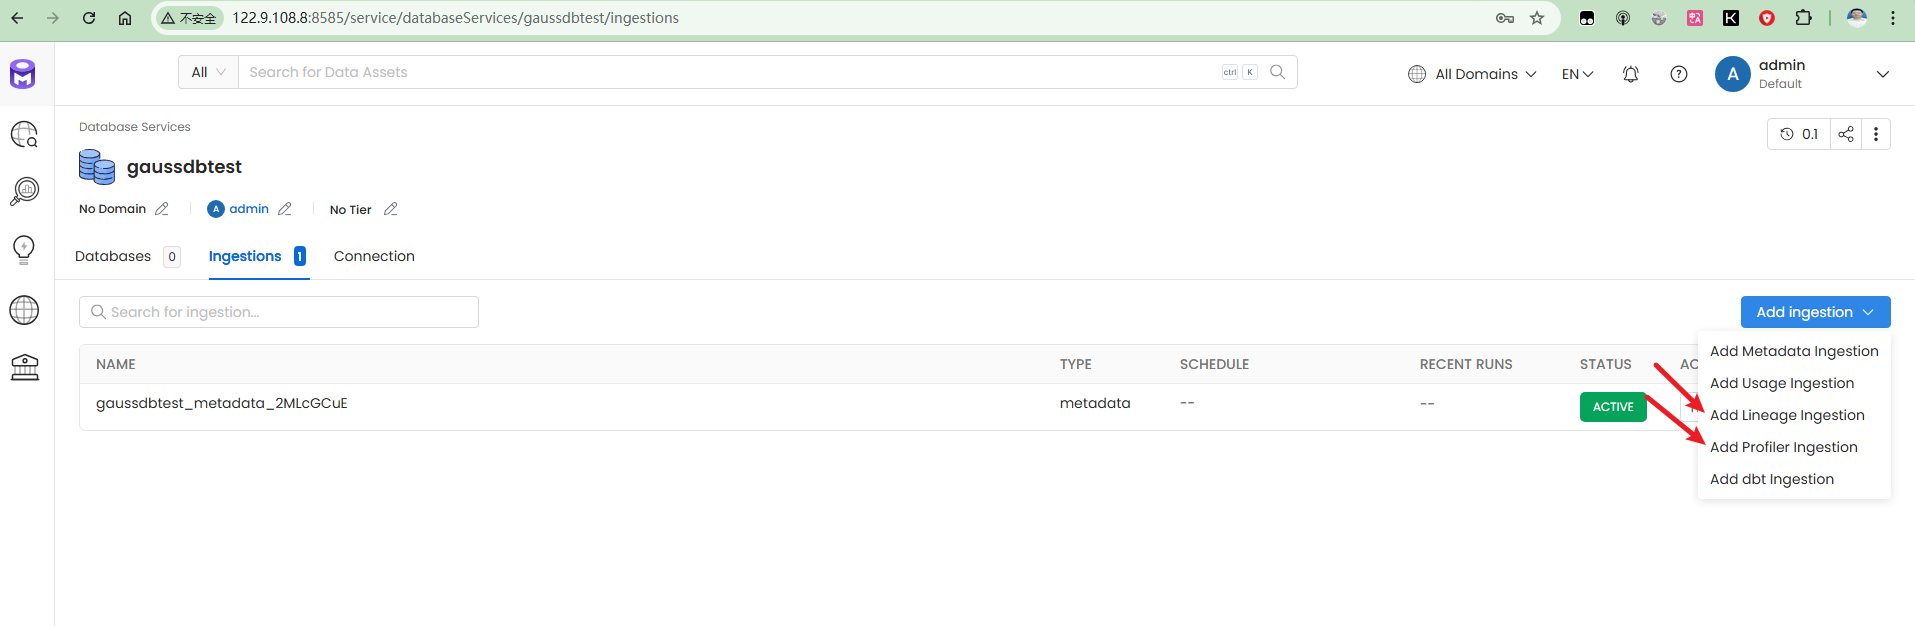 不安全 122.9.108.8:8585/service/databaseServices/gaussdbtest/ingestions
All Search for Data Assets ctrl K All Domains EN A admin
Default
Database Services
0.1
gaussdbtest
No Domain A admin No Tier
Databases 0 Ingestions 1 Connection
Search for ingestion... Add ingestion
Add Metadata Ingestion
Add Usage Ingestion
Add Lineage Ingestion
Add Profiler Ingestion
Add dbt Ingestion
NAME TYPE SCHEDULE RECENT RUNS STATUS AC
gaussdbtest_metadata_2MLcGCuE metadata -- -- ACTIVE